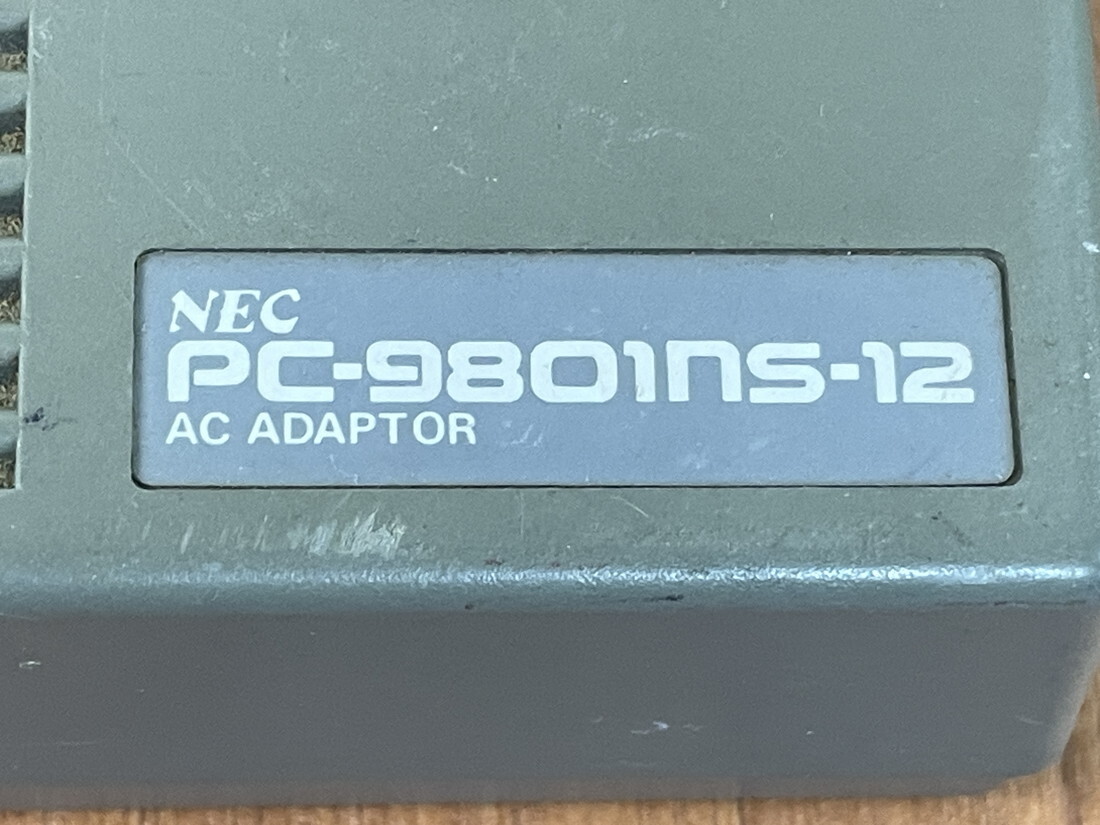 NEC
PC-9801NS-12
AC ADAPTOR